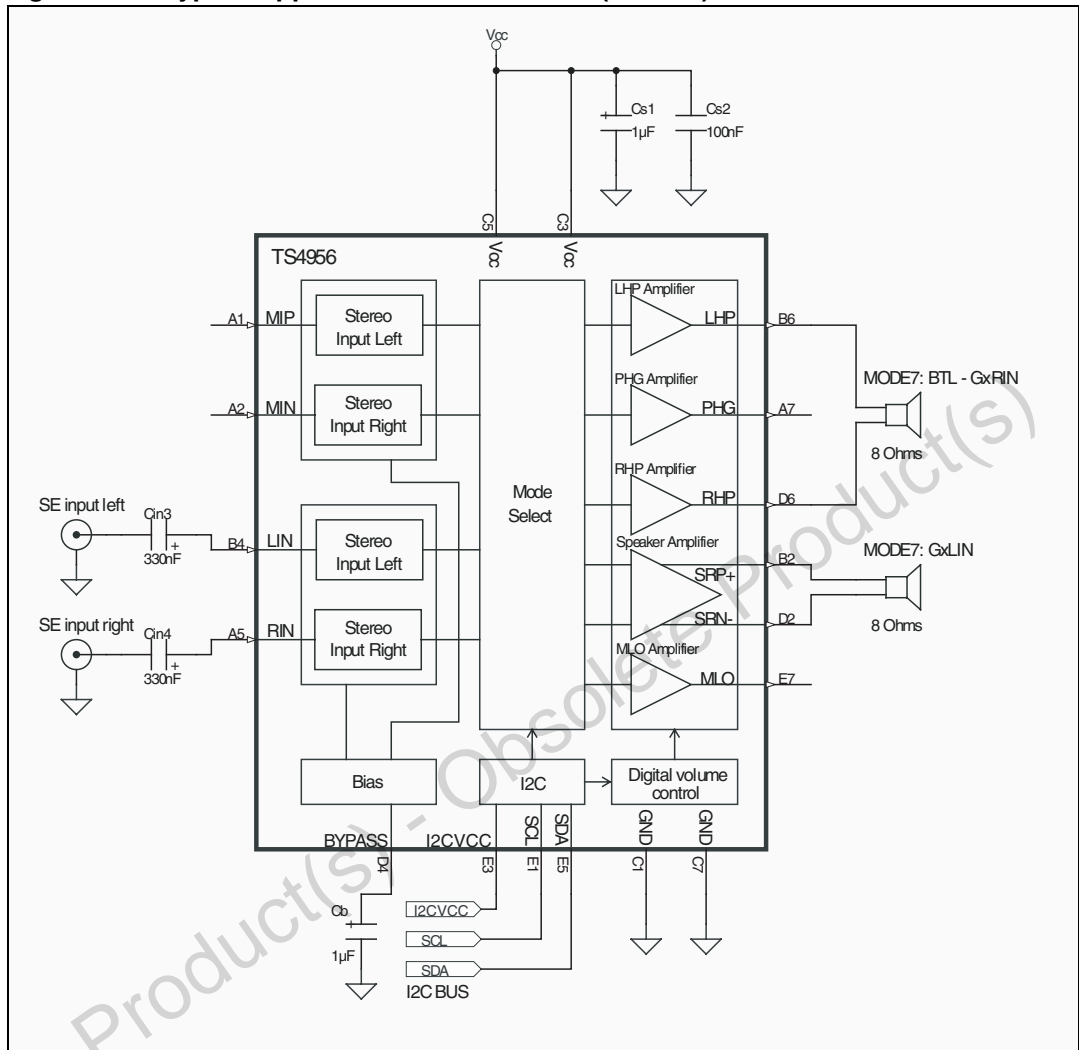 Vcc
Cs1
1µF
Cs2
100nF
C5
C3
Vcc
Vcc
TS4956
A1
MIP
Stereo
Input Left
A2
MIN
Stereo
Input Right
SE input left
Cin3
+
330nF
B4
LIN
Stereo
Input Left
SE input right
Cin4
+
330nF
A5
RIN
Stereo
Input Right
Mode
Select
LHP Amplifier
LHP
B6
PHG Amplifier
PHG
A7
RHP Amplifier
RHP
D6
Speaker Amplifier
SRP+
B2
SRN-
D2
MLO Amplifier
MLO
E7
MODE7: BTL - GxRIN
8 Ohms
MODE7: GxLIN
8 Ohms
Bias
I2C
Digital volume
control
BYPASS
I2CVCC
SCL
SDA
GND
GND
D4
E3
E1
E5
C1
C7
Cb
+
1µF
I2CVCC
SCL
SDA
I2C BUS
Product(s) - Obsolete Product(s)